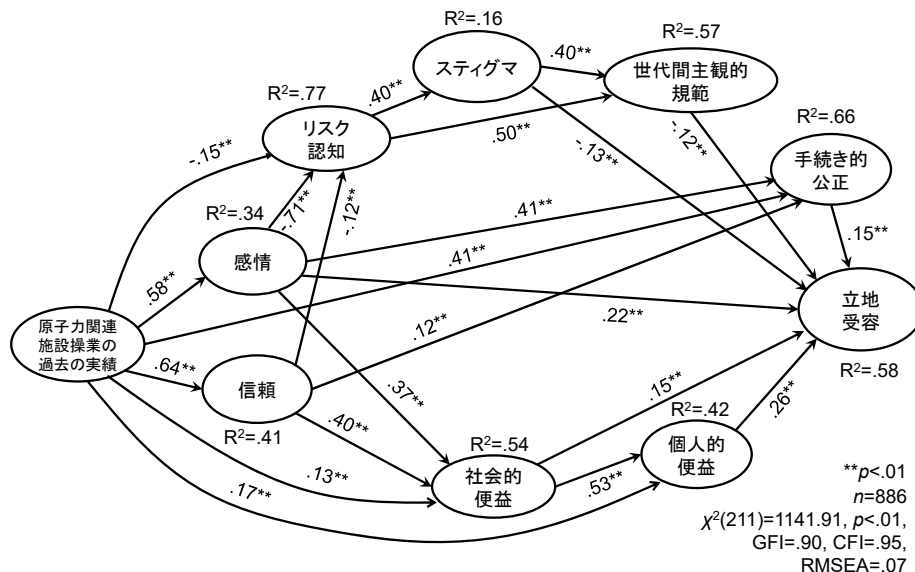 R²=.16
スティグマ
.40**
R²=.57
世代間主観的
規範
R²=.77
リスク
認知
.40**
.50**
-.12**
-.13**
R²=.66
手続き的
公正
-.15**
-.71**
-.12**
R²=.34
感情
.41**
.41**
.15**
.58**
立地
受容
R²=.58
原子力関連
施設操業の
過去の実績
.22**
.12**
.64**
信頼
R²=.41
.37**
.40**
.15**
.26**
R²=.42
個人的
便益
R²=.54
社会的
便益
.13**
.53**
.17**
**p<.01
n=886
χ²(211)=1141.91, p<.01,
GFI=.90, CFI=.95,
RMSEA=.07